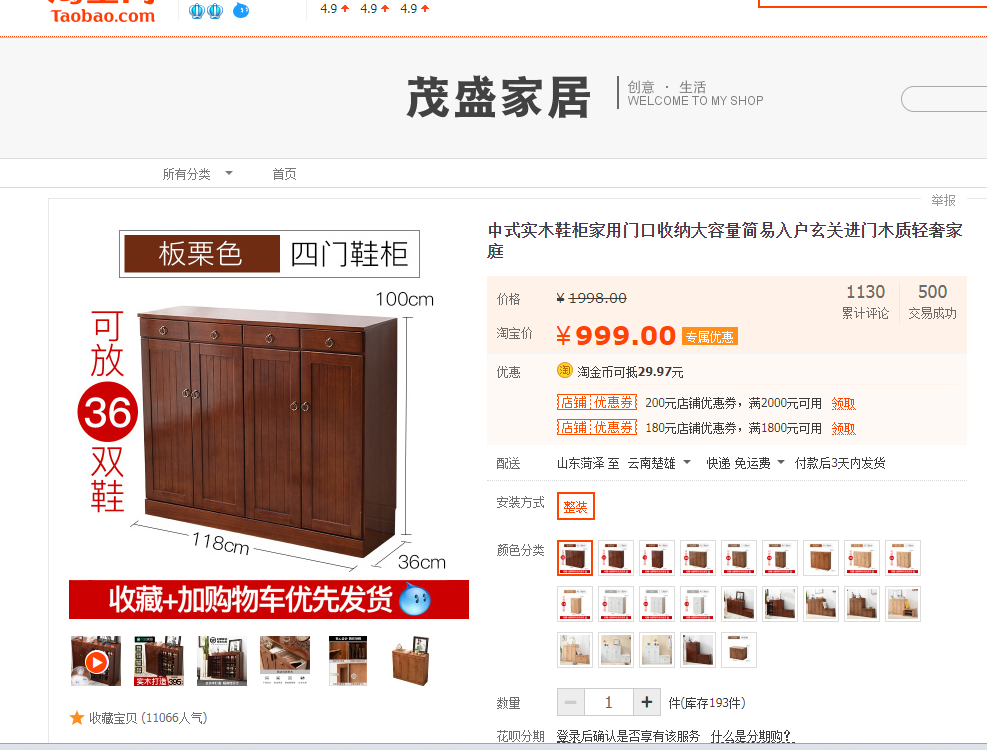 Taobao.com
4.9 4.9 4.9
茂盛家居
创意 · 生活
WELCOME TO MY SHOP
所有分类 首页
举报
中式实木鞋柜家用门口收纳大容量简易入户玄关进门木质轻奢家
庭
板栗色 四门鞋柜
100cm
可放
36
双鞋
118cm
36cm
收藏+加购物车优先发货
实木打造
收藏宝贝 (11066人气)
价格 ¥ 1998.00
1130 500
累计评论 交易成功
淘宝价 ¥ 999.00 专属优惠
优惠 淘 淘金币可抵29.97元
店铺 优惠券 200元店铺优惠券，满2000元可用 领取
店铺 优惠券 180元店铺优惠券，满1800元可用 领取
配送 山东菏泽 至 云南楚雄 快递 免运费 付款后3天内发货
安装方式 整装
颜色分类
数量 1 件(库存193件)
花呗分期 登录后确认是否享有该服务 什么是分期购?